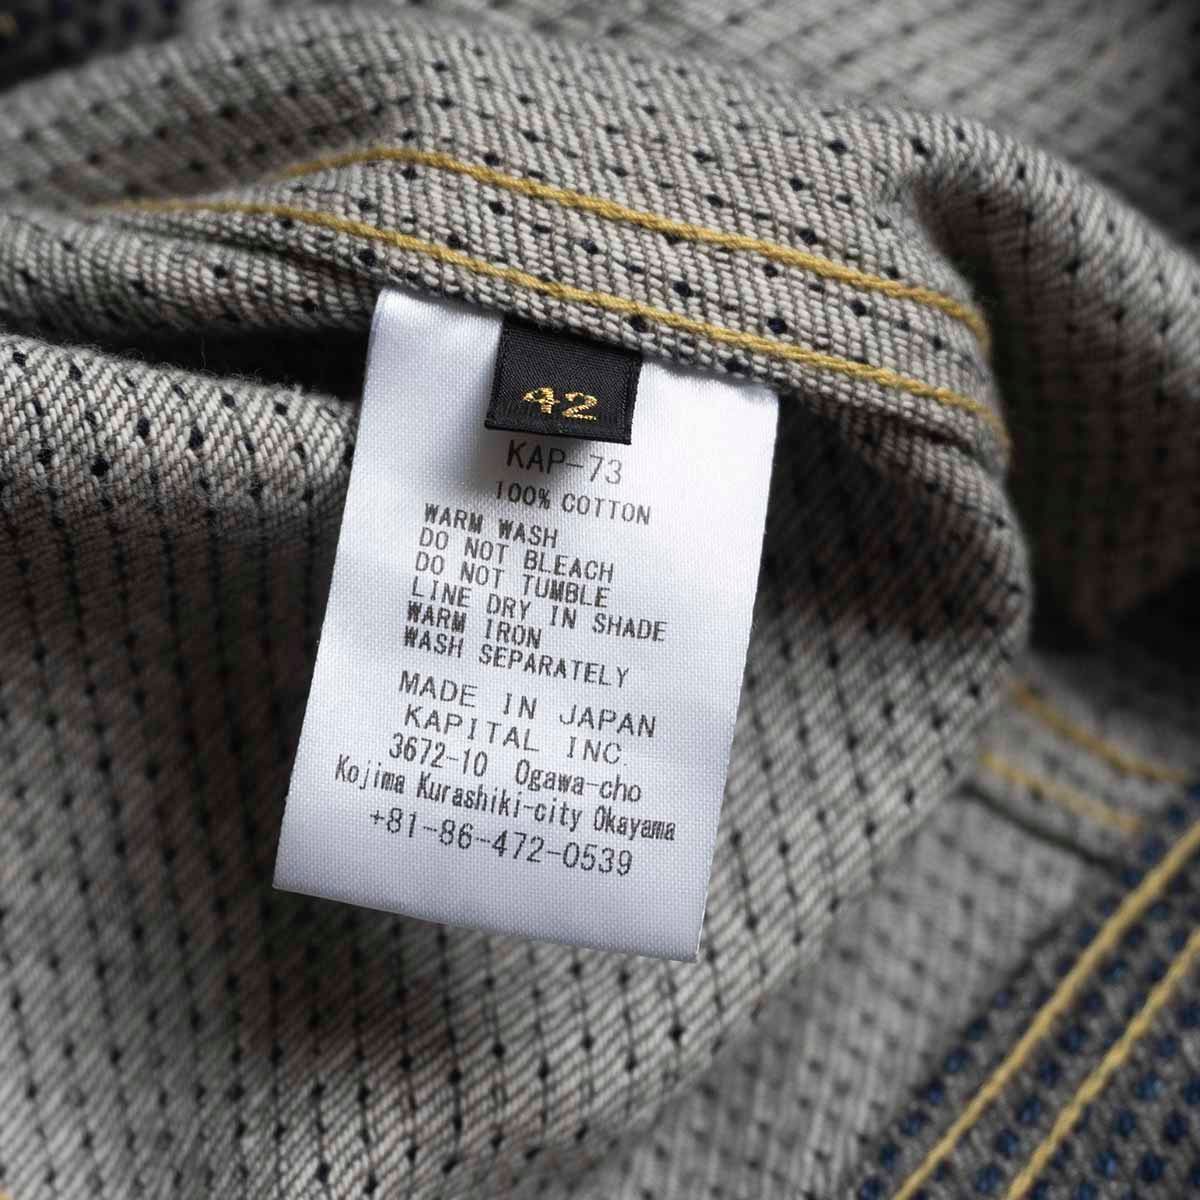 42
KAP-73
100% COTTON
WARM WASH
DO NOT BLEACH
DO NOT TUMBLE
LINE DRY IN SHADE
WARM IRON
WASH SEPARATELY
MADE IN JAPAN
KAPITAL INC.
3672-10 Ogawa-cho
Kojima Kurashiki-city Okayama
+81-86-472-0539